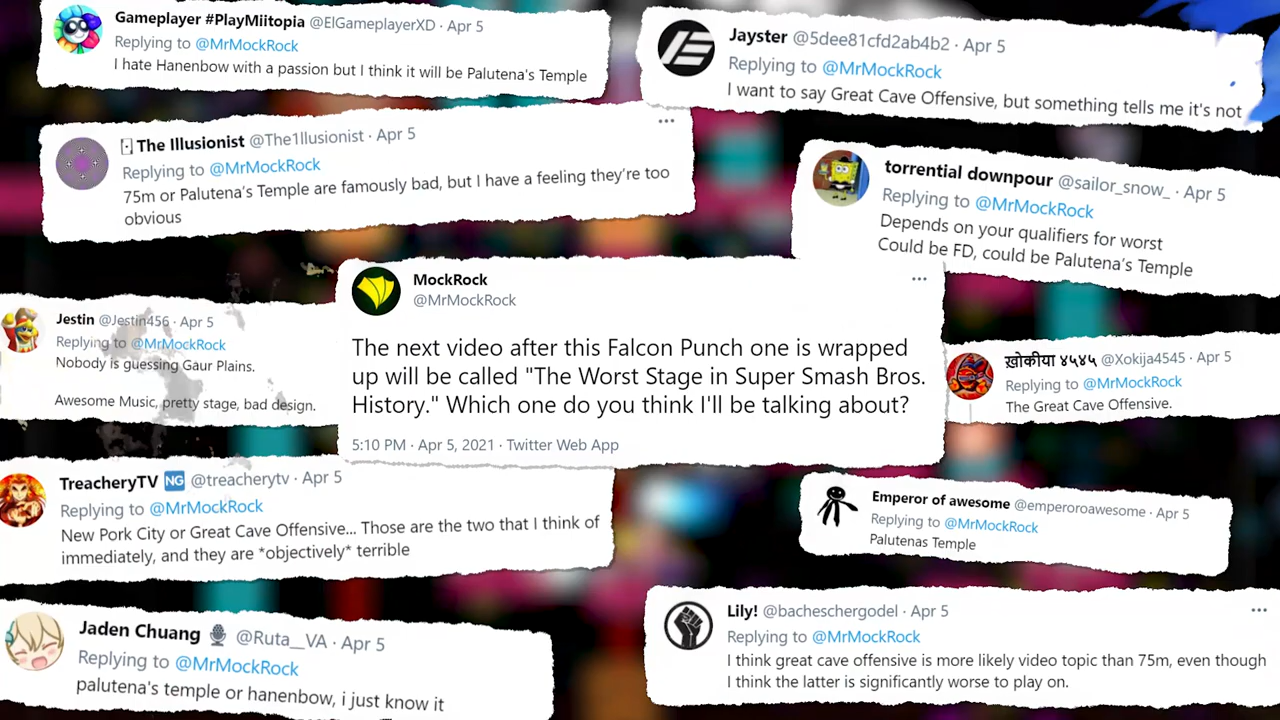 Gameplayer #PlayMiitopia @ElGameplayerXD · Apr 5
Replying to @MrMockRock
I hate Hanenbow with a passion but I think it will be Palutena's Temple
Jayster @5dee81cfd2ab4b2 · Apr 5
Replying to @MrMockRock
I want to say Great Cave Offensive, but something tells me it's not
The Illusionist @The1llusionist · Apr 5
Replying to @MrMockRock
75m or Palutena's Temple are famously bad, but I have a feeling they're too
obvious
torrential downpour @sailor_snow_ · Apr 5
Replying to @MrMockRock
Depends on your qualifiers for worst
Could be FD, could be Palutena's Temple
MockRock
@MrMockRock
The next video after this Falcon Punch one is wrapped
up will be called "The Worst Stage in Super Smash Bros.
History." Which one do you think I'll be talking about?
5:10 PM · Apr 5, 2021 · Twitter Web App
Jestin @Jestin456 · Apr 5
Replying to @MrMockRock
Nobody is guessing Gaur Plains.
Awesome Music, pretty stage, bad design.
ख़ोकीया ४५४५ @Xokija4545 · Apr 5
Replying to @MrMockRock
The Great Cave Offensive.
TreacheryTV NG @treacherytv · Apr 5
Replying to @MrMockRock
New Pork City or Great Cave Offensive... Those are the two that I think of
immediately, and they are *objectively* terrible
Emperor of awesome @emperoroawesome · Apr 5
Replying to @MrMockRock
Palutenas Temple
Jaden Chuang @Ruta__VA · Apr 5
Replying to @MrMockRock
palutena's temple or hanenbow, i just know it
Lily! @bacheschergodel · Apr 5
Replying to @MrMockRock
I think great cave offensive is more likely video topic than 75m, even though
I think the latter is significantly worse to play on.